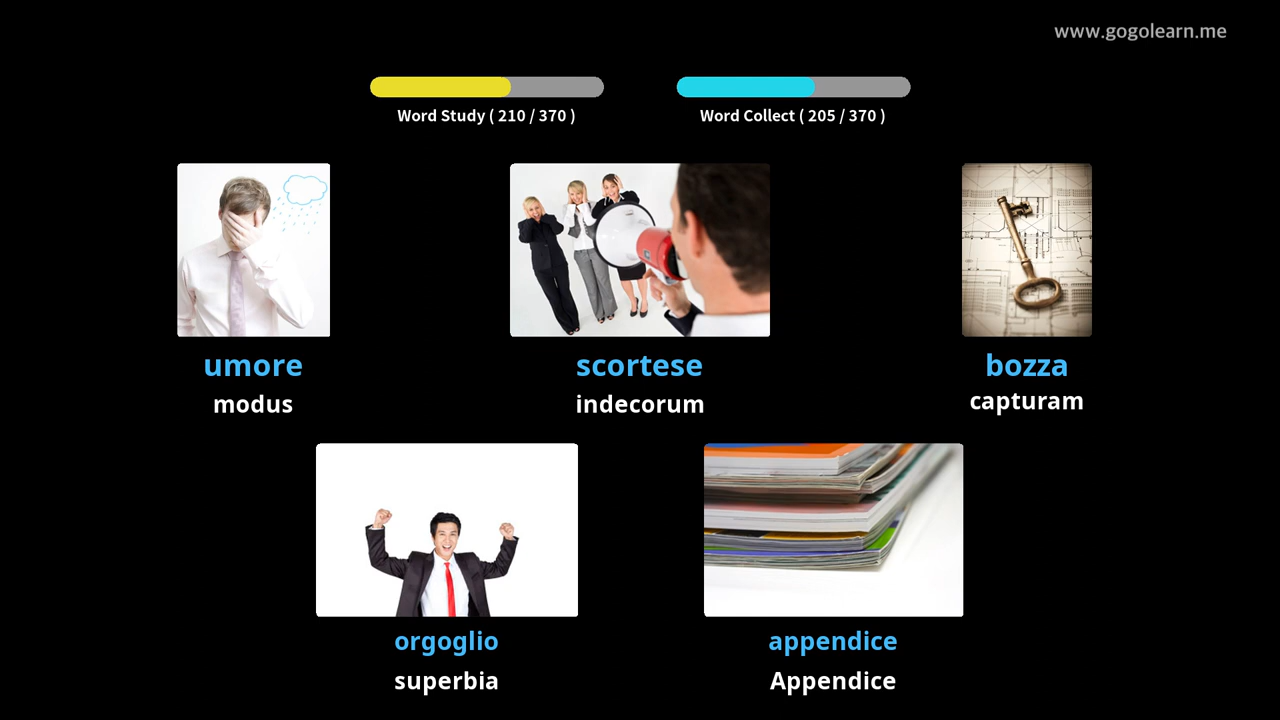 www.gogolearn.me
Word Study ( 210 / 370 )
Word Collect ( 205 / 370 )
umore
modus
scortese
indecorum
bozza
capturam
orgoglio
superbia
appendice
Appendice